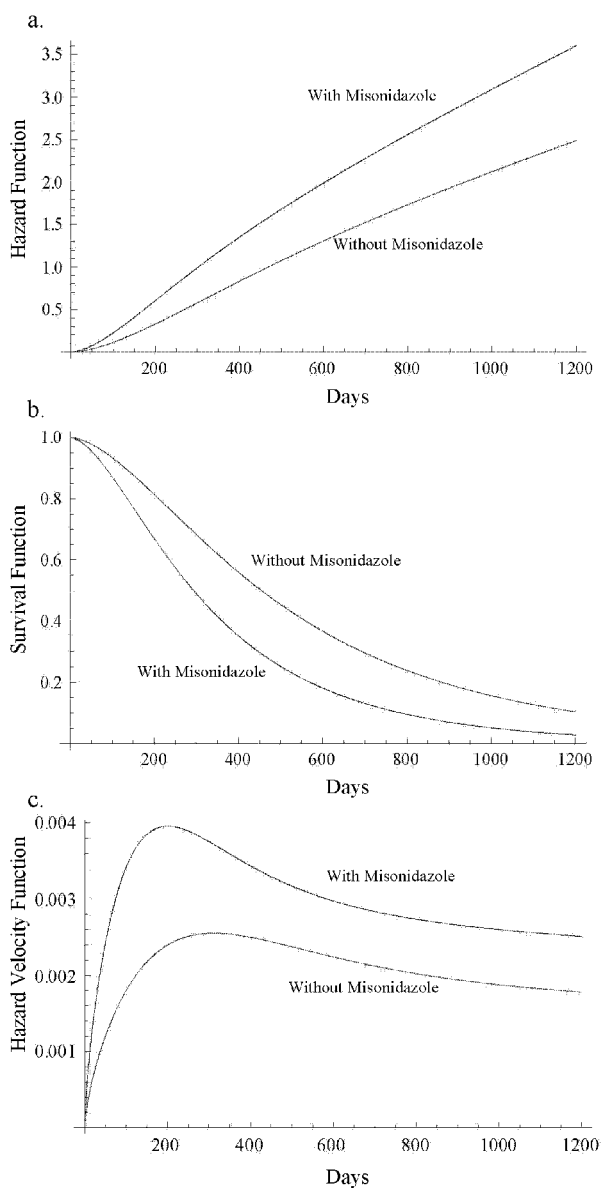 a.
Hazard Function
3.5
3.0
2.5
2.0
1.5
1.0
0.5
With Misonidazole
Without Misonidazole
200 400 600 800 1000 1200
Days
b.
Survival Function
1.0
0.8
0.6
0.4
0.2
Without Misonidazole
With Misonidazole
200 400 600 800 1000 1200
Days
c.
Hazard Velocity Function
0.004
0.003
0.002
0.001
With Misonidazole
Without Misonidazole
200 400 600 800 1000 1200
Days